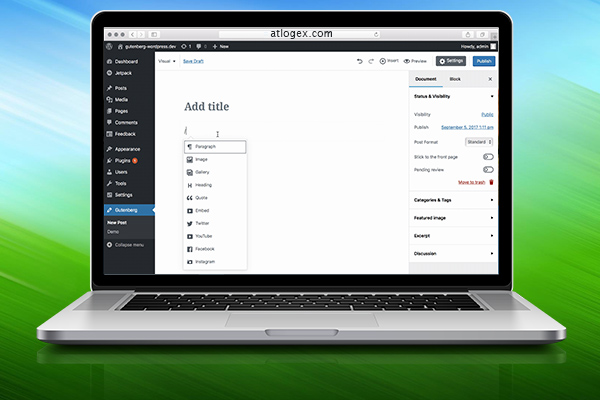 atlogex.com
gutenberg-wordpress.dev 1 New Howdy, admin
Dashboard
Jetpack
Posts
Media
Pages
Comments
Feedback
Appearance
Plugins
Users
Tools
Settings
Gutenberg
New Post
Demo
Collapse menu
Visual Save Draft Insert Preview Settings Publish
Add title
/
Paragraph
Image
Gallery
Heading
Quote
Embed
Twitter
YouTube
Facebook
Instagram
Document Block
Status & Visibility
Visibility Public
Publish September 5, 2017 1:11 pm
Post Format Standard
Stick to the front page
Pending review
Move to trash
Categories & Tags
Featured Image
Excerpt
Discussion